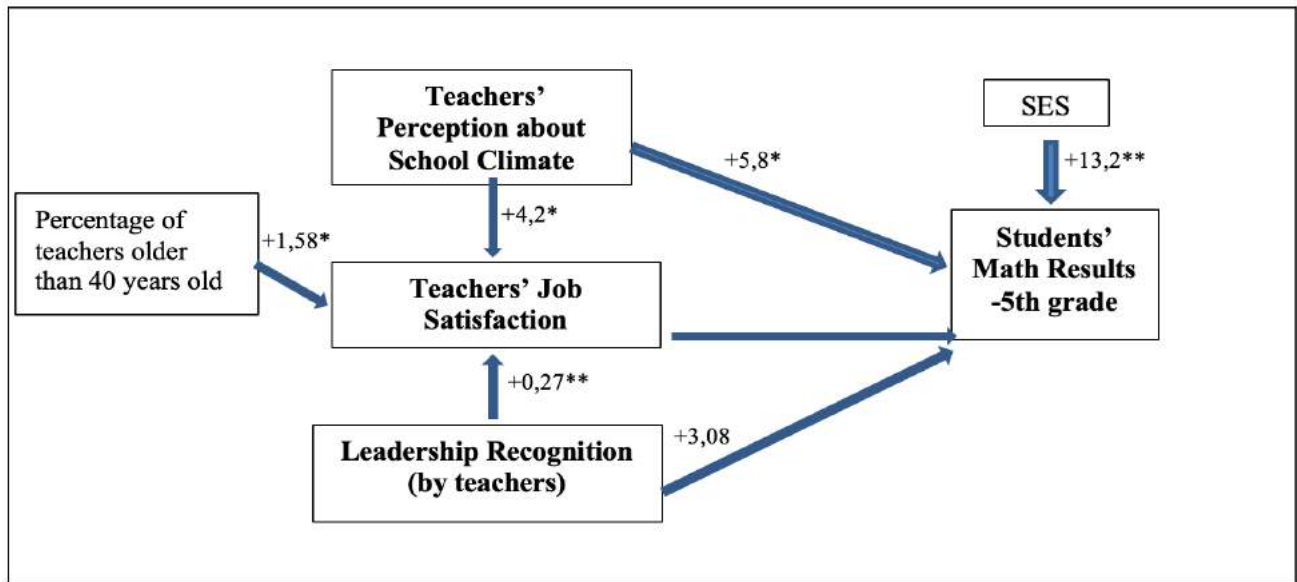 Teachers’
Perception about
School Climate
SES
+5,8*
+13,2**
Percentage of
teachers older
than 40 years old
+1,58*
+4,2*
Students’
Math Results
-5th grade
Teachers’ Job
Satisfaction
+0,27**
Leadership Recognition
(by teachers)
+3,08